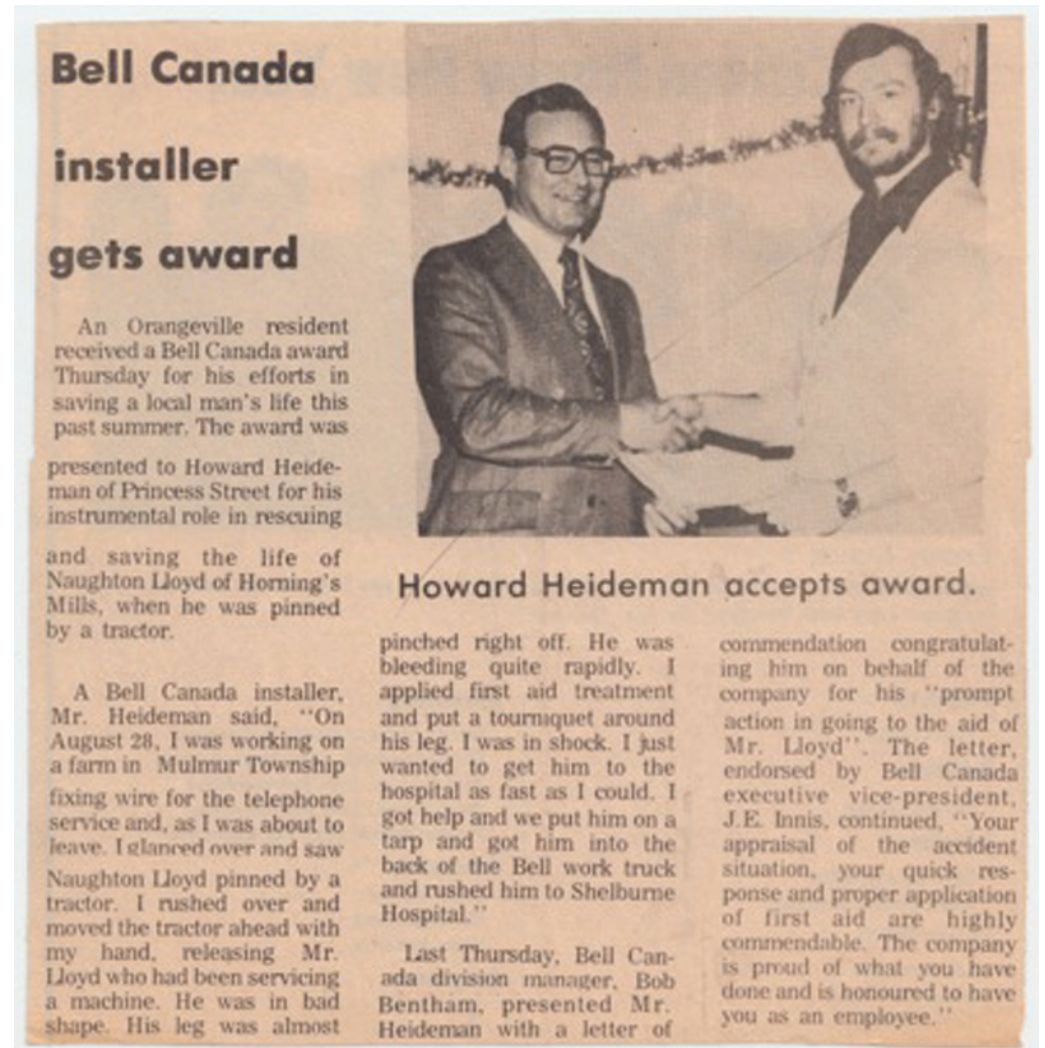 Bell Canada
installer
gets award
An Orangeville resident
received a Bell Canada award
Thursday for his efforts in
saving a local man's life this
past summer. The award was
presented to Howard Heide-
man of Princess Street for his
instrumental role in rescuing
and saving the life of
Naughton Lloyd of Horning's
Mills, when he was pinned
by a tractor.
A Bell Canada installer,
Mr. Heideman said, "On
August 28, I was working on
a farm in Mulmur Township
fixing wire for the telephone
service and, as I was about to
leave. I glanced over and saw
Naughton Lloyd pinned by a
tractor. I rushed over and
moved the tractor ahead with
my hand, releasing Mr.
Lloyd who had been servicing
a machine. He was in bad
shape. His leg was almost
Howard Heideman accepts award.
pinched right off. He was
bleeding quite rapidly. I
applied first aid treatment
and put a tourniquet around
his leg. I was in shock. I just
wanted to get him to the
hospital as fast as I could. I
got help and we put him on a
tarp and got him into the
back of the Bell work truck
and rushed him to Shelburne
Hospital."
Last Thursday, Bell Can-
ada division manager, Bob
Bentham, presented Mr.
Heideman with a letter of
commendation congratulat-
ing him on behalf of the
company for his "prompt
action in going to the aid of
Mr. Lloyd". The letter,
endorsed by Bell Canada
executive vice-president,
J.E. Innis, continued, "Your
appraisal of the accident
situation, your quick res-
ponse and proper application
of first aid are highly
commendable. The company
is proud of what you have
done and is honoured to have
you as an employee."